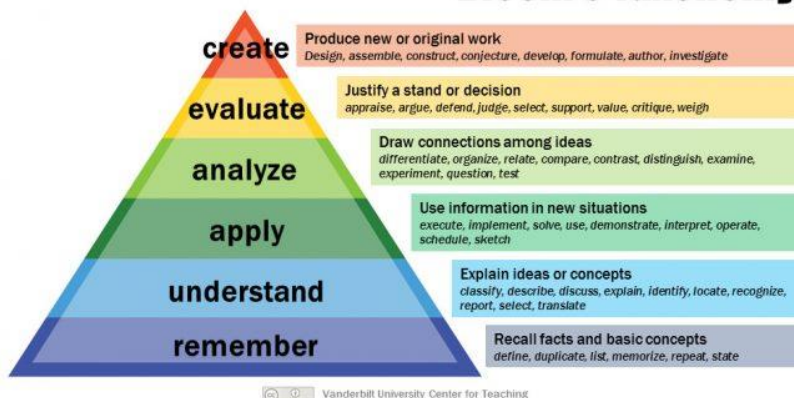 create
Produce new or original work
Design, assemble, construct, conjecture, develop, formulate, author, investigate
evaluate
Justify a stand or decision
appraise, argue, defend, judge, select, support, value, critique, weigh
analyze
Draw connections among ideas
differentiate, organize, relate, compare, contrast, distinguish, examine,
experiment, question, test
apply
Use information in new situations
execute, implement, solve, use, demonstrate, interpret, operate,
schedule, sketch
understand
Explain ideas or concepts
classify, describe, discuss, explain, identify, locate, recognize,
report, select, translate
remember
Recall facts and basic concepts
define, duplicate, list, memorize, repeat, state
Vanderbilt University Center for Teaching